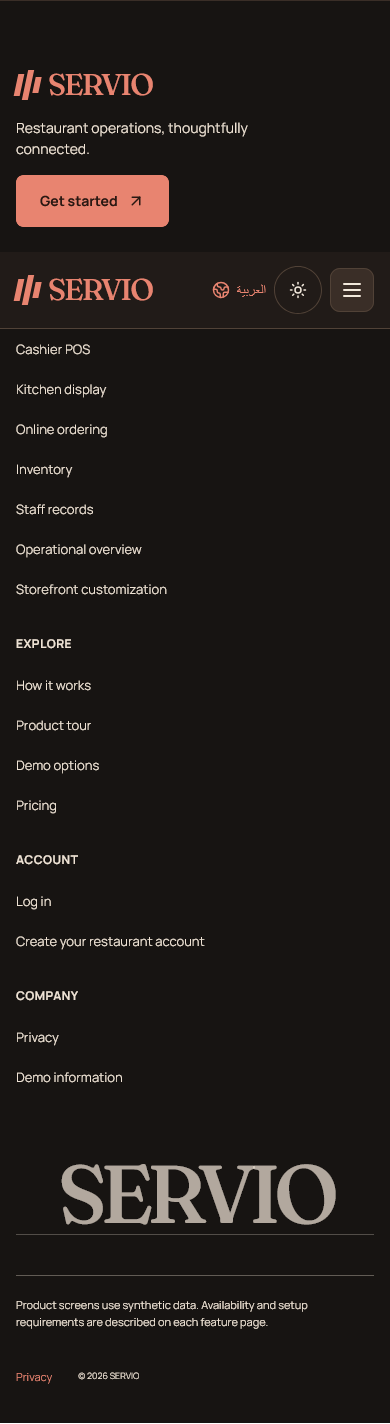 SERVIO
Restaurant operations, thoughtfully
connected.
Get started
SERVIO
العربية
Cashier POS
Kitchen display
Online ordering
Inventory
Staff records
Operational overview
Storefront customization
EXPLORE
How it works
Product tour
Demo options
Pricing
ACCOUNT
Log in
Create your restaurant account
COMPANY
Privacy
Demo information
SERVIO
Product screens use synthetic data. Availability and setup
requirements are described on each feature page.
Privacy © 2026 SERVIO